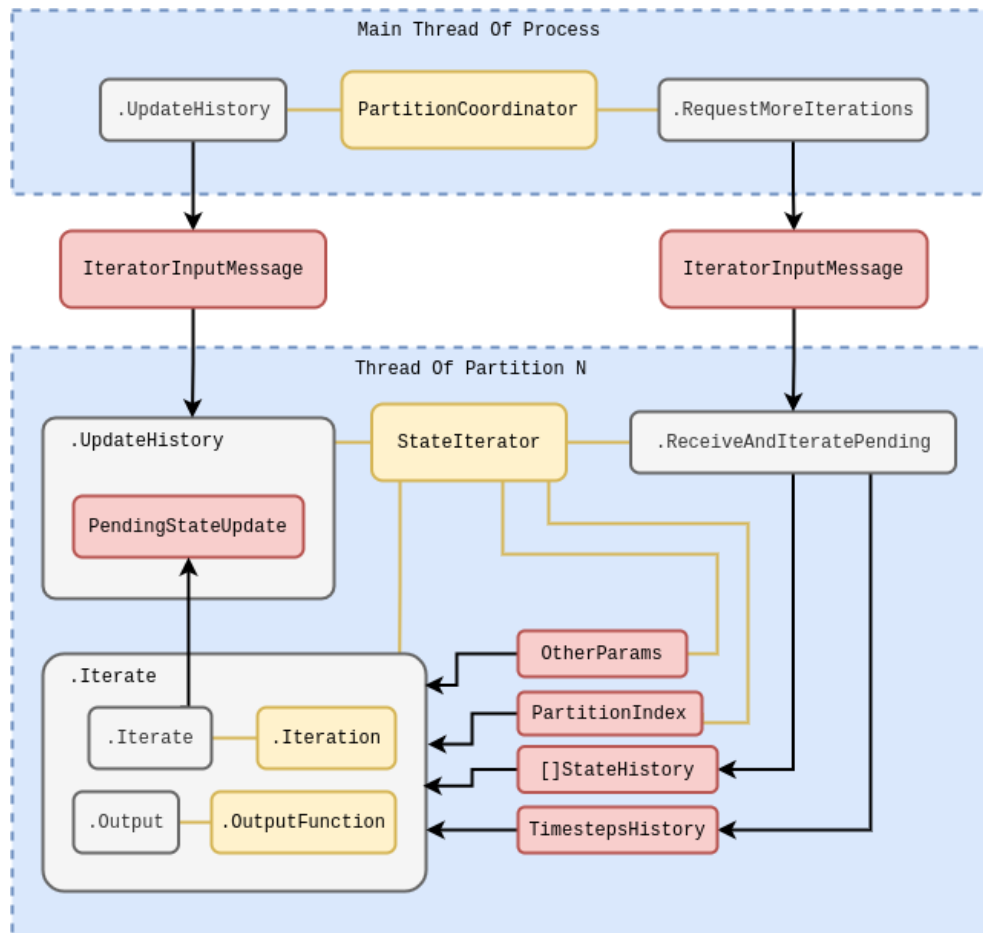 Main Thread Of Process
.UpdateHistory
PartitionCoordinator
.RequestMoreIterations
IteratorInputMessage
IteratorInputMessage
Thread Of Partition N
.UpdateHistory
StateIterator
.ReceiveAndIteratePending
PendingStateUpdate
OtherParams
.Iterate
PartitionIndex
.Iterate
.Iteration
[]StateHistory
.Output
.OutputFunction
TimestepsHistory